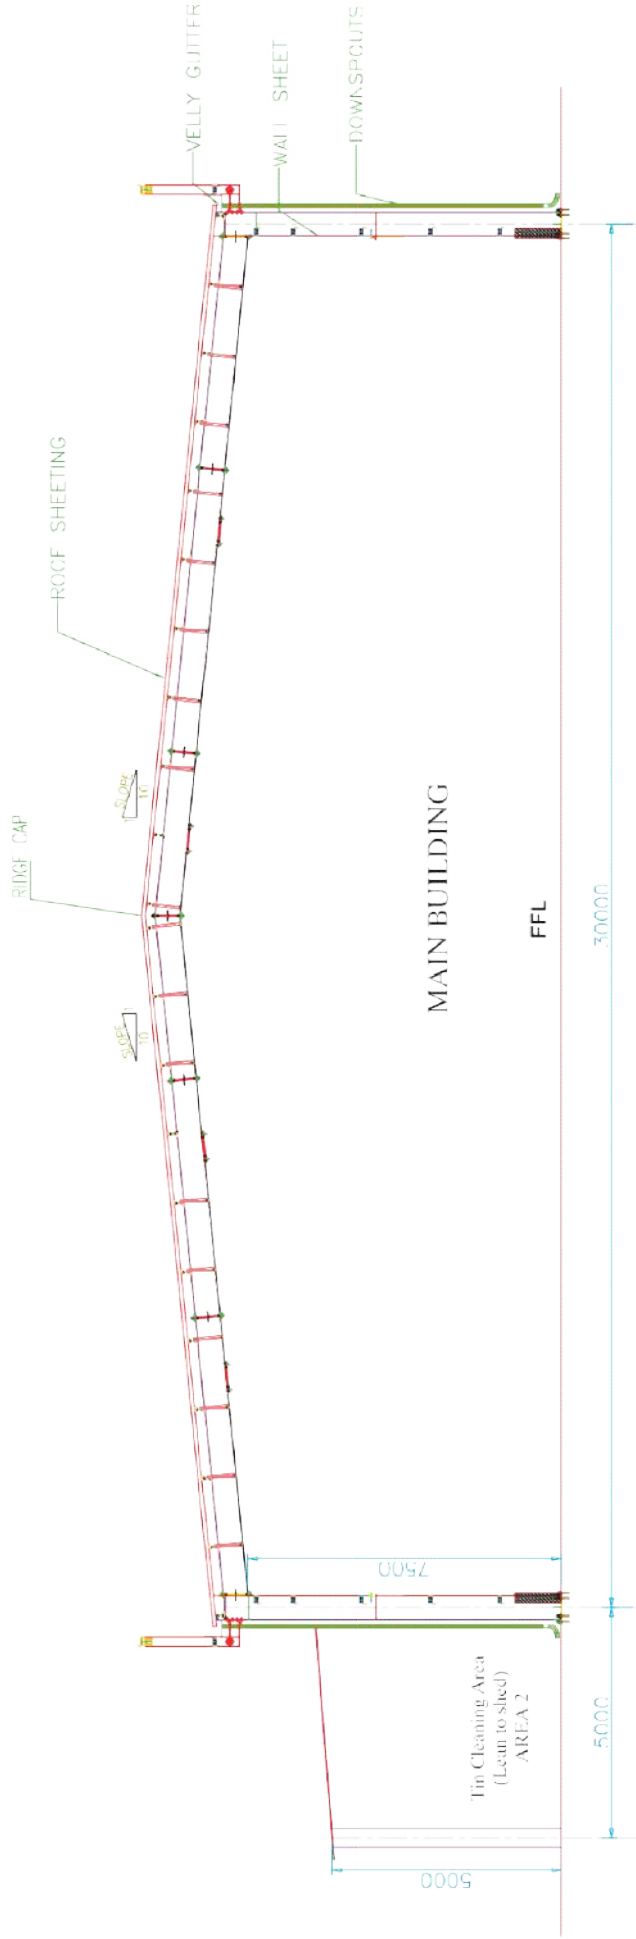 RIDGE CAP
ROOF SHEETING
VELLY GUTTER
WALL SHEET
DOWNSPOUTS
SLOPE
1
10
SLOPE
1
10
MAIN BUILDING
FFL
7500
Tin Cleaning Area
(Lean to shed)
AREA 2
5000
5000
30000